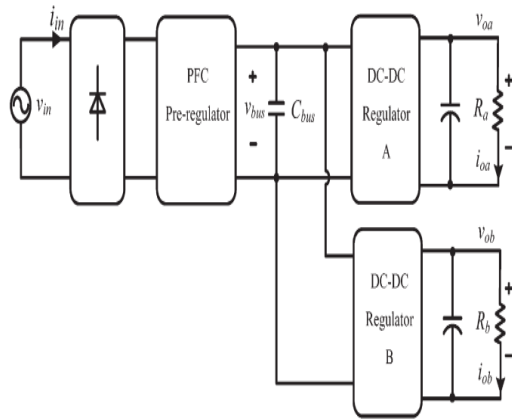 i_in
v_in
PFC
Pre-regulator
+
v_bus
-
C_bus
DC-DC
Regulator
A
v_oa
+
R_a
-
i_oa
DC-DC
Regulator
B
v_ob
+
R_b
-
i_ob